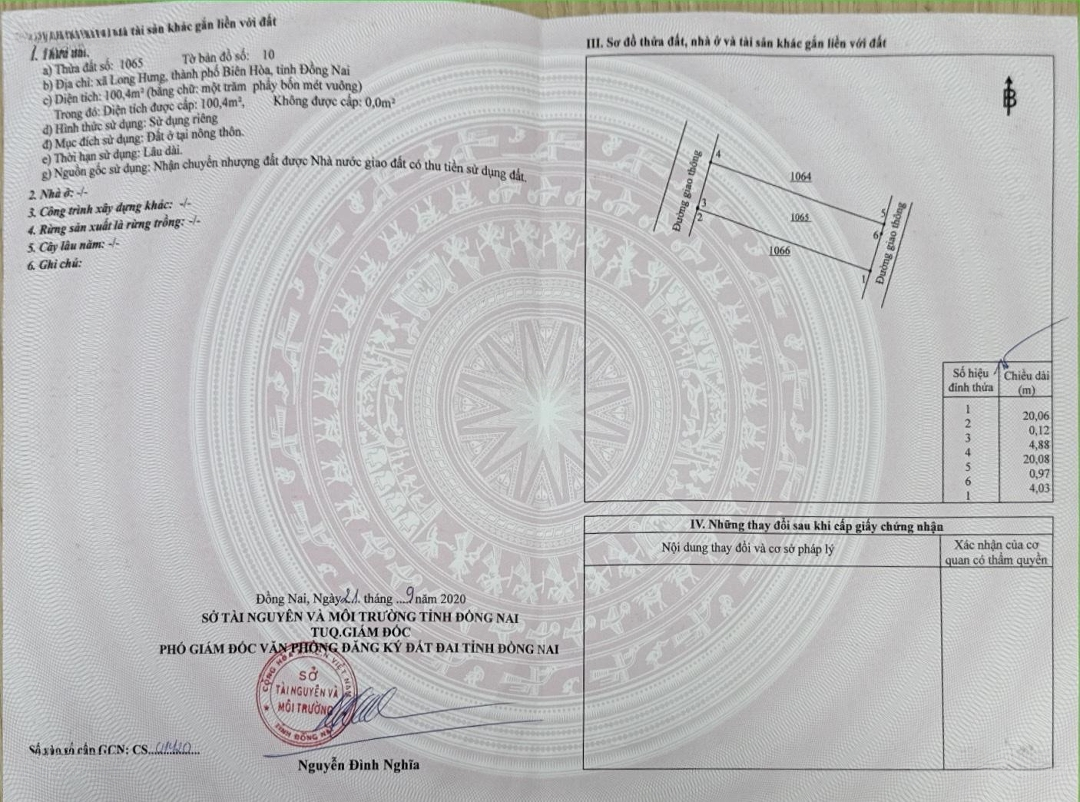 và tài sản khác gắn liền với đất
1. Thửa đất:
a) Thửa đất số: 1065 Tờ bản đồ số: 10
b) Địa chỉ: xã Long Hưng, thành phố Biên Hòa, tỉnh Đồng Nai
c) Diện tích: 100,4m² (bằng chữ: một trăm phẩy bốn mét vuông)
Trong đó: Diện tích được cấp: 100,4m², Không được cấp: 0,0m²
d) Hình thức sử dụng: Sử dụng riêng
đ) Mục đích sử dụng: Đất ở tại nông thôn.
e) Thời hạn sử dụng: Lâu dài.
g) Nguồn gốc sử dụng: Nhận chuyển nhượng đất được Nhà nước giao đất có thu tiền sử dụng đất.
2. Nhà ở: -/-
3. Công trình xây dựng khác: -/-
4. Rừng sản xuất là rừng trồng: -/-
5. Cây lâu năm: -/-
6. Ghi chú:
Đồng Nai, Ngày 21 tháng 9 năm 2020
SỞ TÀI NGUYÊN VÀ MÔI TRƯỜNG TỈNH ĐỒNG NAI
TUQ.GIÁM ĐỐC
PHÓ GIÁM ĐỐC VĂN PHÒNG ĐĂNG KÝ ĐẤT ĐAI TỈNH ĐỒNG NAI
SỞ
TÀI NGUYÊN VÀ
MÔI TRƯỜNG
TỈNH ĐỒNG NAI
Nguyễn Đình Nghĩa
Số vào sổ cấp GCN: CS
III. Sơ đồ thửa đất, nhà ở và tài sản khác gắn liền với đất
B
Đường giao thông
4
1064
3
2
1065
5
6
1066
1
Đường giao thông
Số hiệu đỉnh thửa Chiều dài (m)
1
20,06
2
0,12
3
4,88
4
20,08
5
0,97
6
4,03
1
IV. Những thay đổi sau khi cấp giấy chứng nhận
Nội dung thay đổi và cơ sở pháp lý
Xác nhận của cơ
quan có thẩm quyền